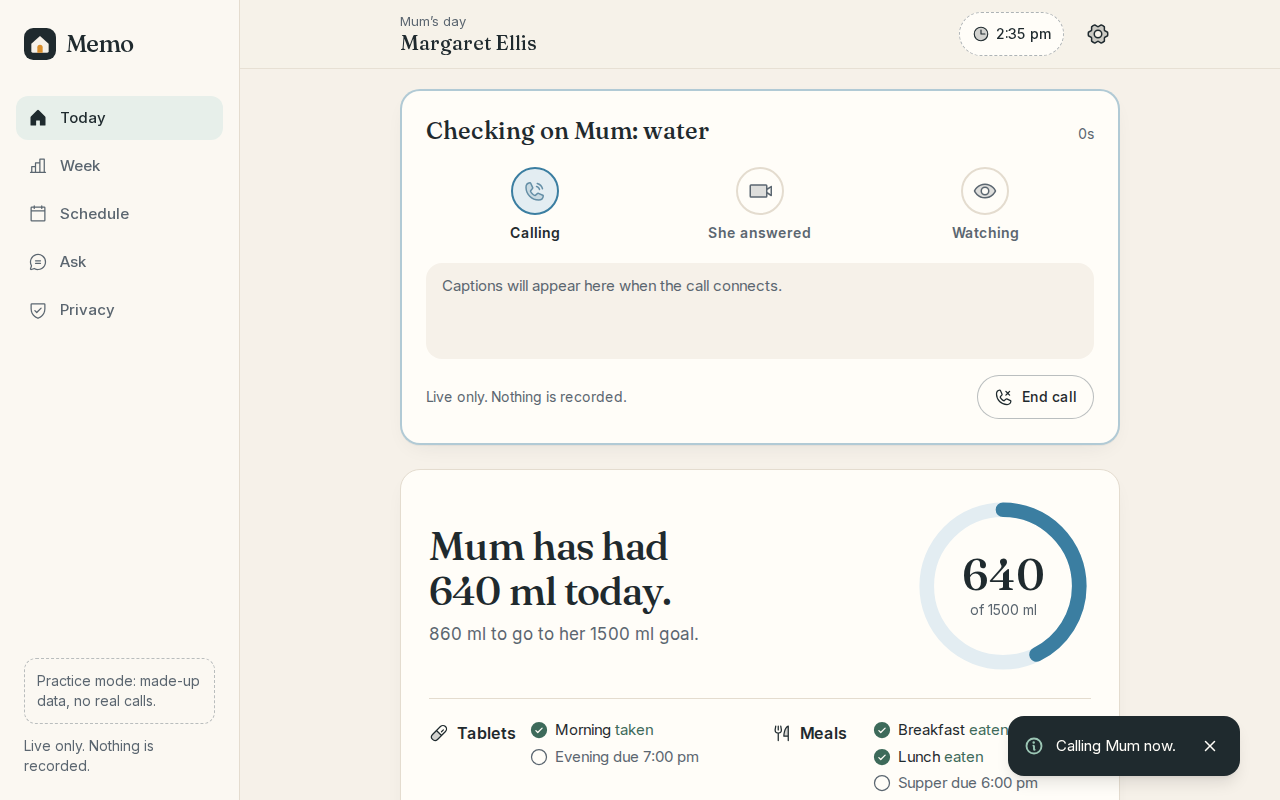 Memo
Today
Week
Schedule
Ask
Privacy
Practice mode: made-up
data, no real calls.
Live only. Nothing is
recorded.
Mum’s day
Margaret Ellis
2:35 pm
Checking on Mum: water
0s
Calling
She answered
Watching
Captions will appear here when the call connects.
Live only. Nothing is recorded.
End call
Mum has had
640 ml today.
860 ml to go to her 1500 ml goal.
640
of 1500 ml
Tablets
Morning taken
Evening due 7:00 pm
Meals
Breakfast eaten
Lunch eaten
Supper due 6:00 pm
Calling Mum now.